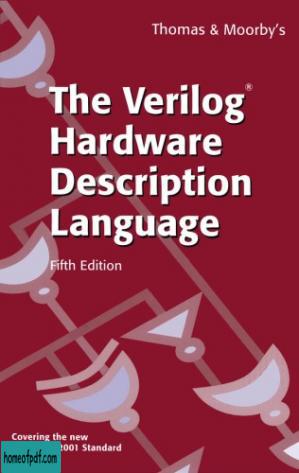 Thomas & Moorby's
The Verilog®
Hardware
Description
Language
Fifth Edition
Covering the new
2001 Standard
homeofpdf.com